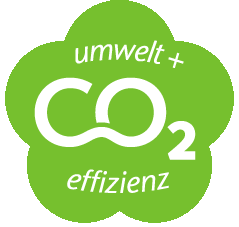 umwelt +
CO₂
effizienz